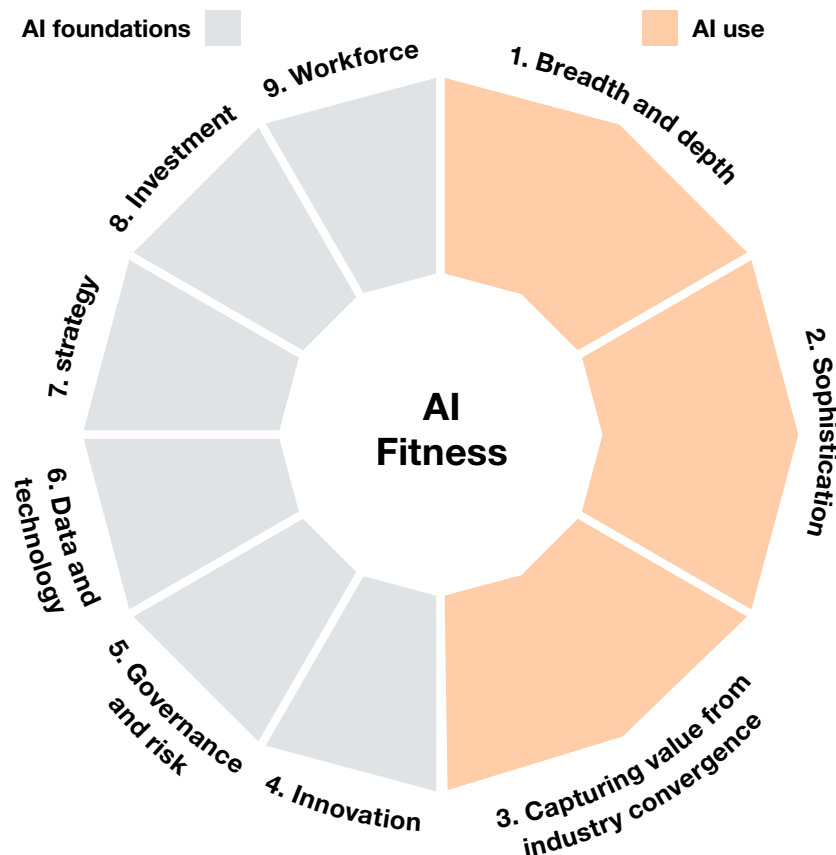 AI foundations
AI use
1. Breadth and depth
2. Sophistication
3. Capturing value from
industry convergence
4. Innovation
5. Governance
and risk
6. Data and
technology
7. strategy
8. Investment
9. Workforce
AI
Fitness